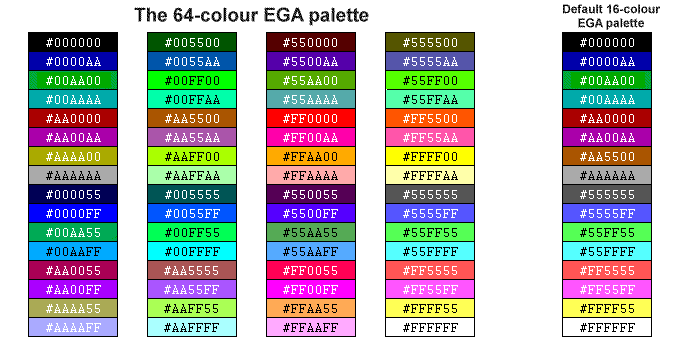 The 64-colour EGA palette
Default 16-colour
EGA palette
#000000 #005500 #550000 #555500 #000000
#0000AA #0055AA #5500AA #5555AA #0000AA
#00AA00 #00FF00 #55AA00 #55FF00 #00AA00
#00AAAA #00FFAA #55AAAA #55FFAA #00AAAA
#AA0000 #AA5500 #FF0000 #FF5500 #AA0000
#AA00AA #AA55AA #FF00AA #FF55AA #AA00AA
#AAAA00 #AAFF00 #FFAA00 #FFFF00 #AA5500
#AAAAAA #AAFFAA #FFAAAA #FFFFAA #AAAAAA
#000055 #005555 #550055 #555555 #555555
#0000FF #0055FF #5500FF #5555FF #5555FF
#00AA55 #00FF55 #55AA55 #55FF55 #55FF55
#00AAFF #00FFFF #55AAFF #55FFFF #55FFFF
#AA0055 #AA5555 #FF0055 #FF5555 #FF5555
#AA00FF #AA55FF #FF00FF #FF55FF #FF55FF
#AAAA55 #AAFF55 #FFAA55 #FFFF55 #FFFF55
#AAAAFF #AAFFFF #FFAAFF #FFFFFF #FFFFFF